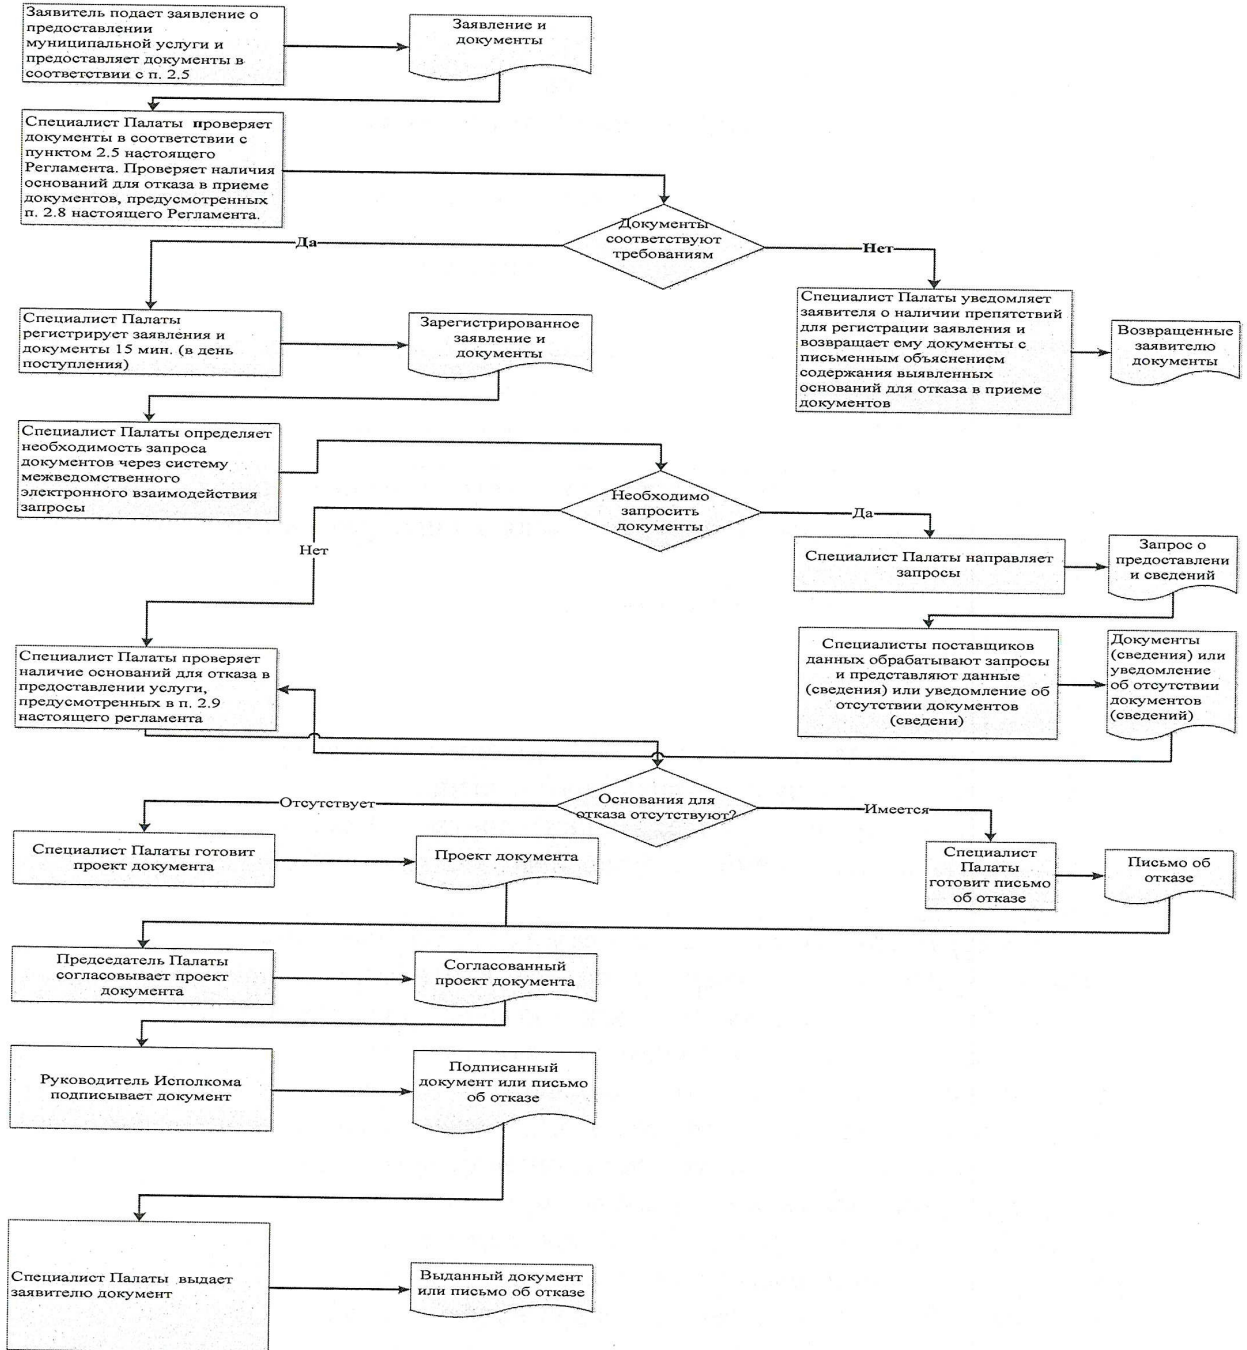 Заявитель подает заявление о
предоставлении
муниципальной услуги и
предоставляет документы в
соответствии с п. 2.5
Заявление и
документы
Специалист Палаты проверяет
документы в соответствии с
пунктом 2.5 настоящего
Регламента. Проверяет наличия
оснований для отказа в приеме
документов, предусмотренных
п. 2.8 настоящего Регламента.
Документы
соответствуют
требованиям
Да
Нет
Специалист Палаты
регистрирует заявления и
документы 15 мин. (в день
поступления)
Зарегистрированное
заявление и
документы
Специалист Палаты уведомляет
заявителя о наличии препятствий
для регистрации заявления и
возвращает ему документы с
письменным объяснением
содержания выявленных
оснований для отказа в приеме
документов
Возвращенные
заявителю
документы
Специалист Палаты определяет
необходимость запроса
документов через систему
межведомственного
электронного взаимодействия
запросы
Необходимо
запросить
документы
Да
Нет
Специалист Палаты направляет
запросы
Запрос о
предоставлени
и сведений
Специалист Палаты проверяет
наличие оснований для отказа в
предоставлении услуги,
предусмотренных в п. 2.9
настоящего регламента
Специалисты поставщиков
данных обрабатывают запросы
и представляют данные
(сведения) или уведомление об
отсутствии документов
(сведени)
Документы
(сведения) или
уведомление
об отсутствии
документов
(сведений)
Основания для
отказа отсутствуют?
Отсутствует
Имеется
Специалист Палаты готовит
проект документа
Проект документа
Специалист
Палаты
готовит письмо
об отказе
Письмо об
отказе
Председатель Палаты
согласовывает проект
документа
Согласованный
проект документа
Руководитель Исполкома
подписывает документ
Подписанный
документ или письмо
об отказе
Специалист Палаты выдает
заявителю документ
Выданный документ
или письмо об отказе